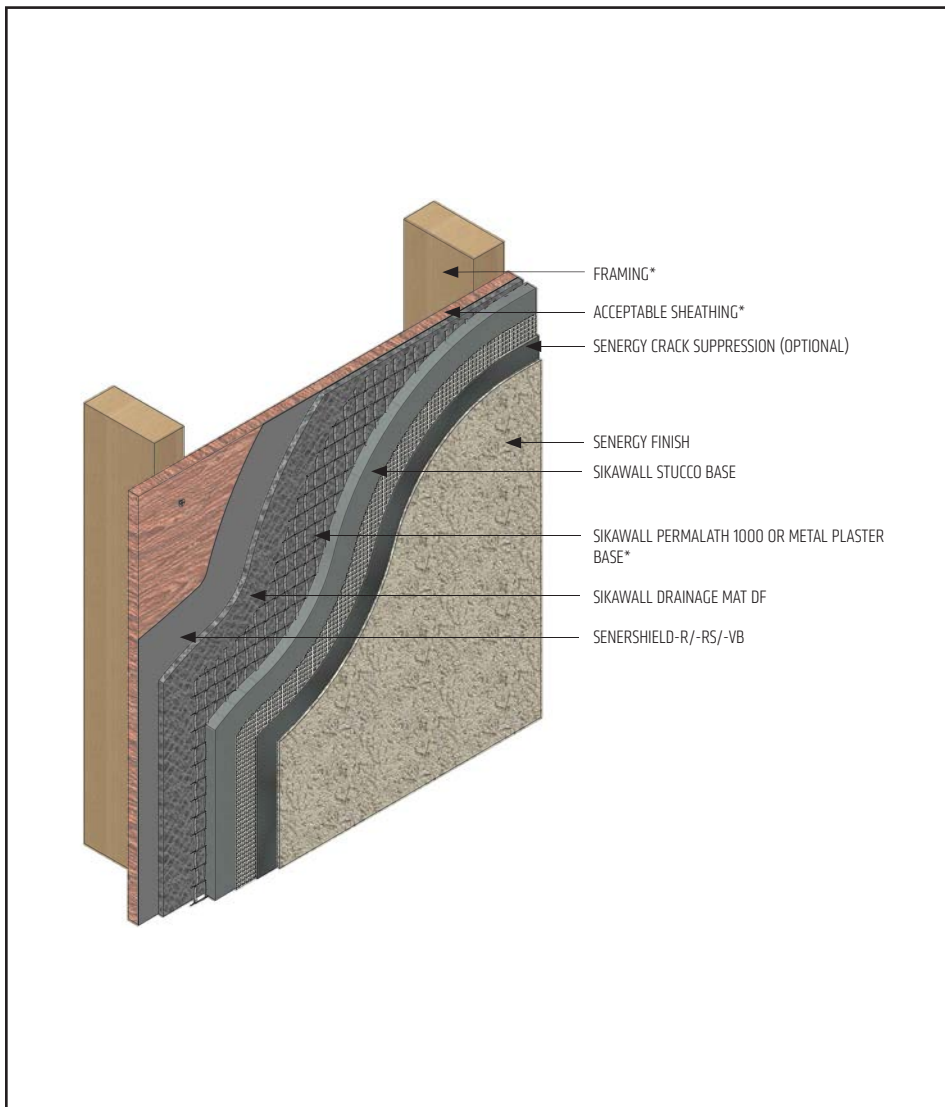 FRAMING*
ACCEPTABLE SHEATHING*
SENERGY CRACK SUPPRESSION (OPTIONAL)
SENERGY FINISH
SIKAWALL STUCCO BASE
SIKAWALL PERMALATH 1000 OR METAL PLASTER
BASE*
SIKAWALL DRAINAGE MAT DF
SENERSHIELD-R/-RS/-VB